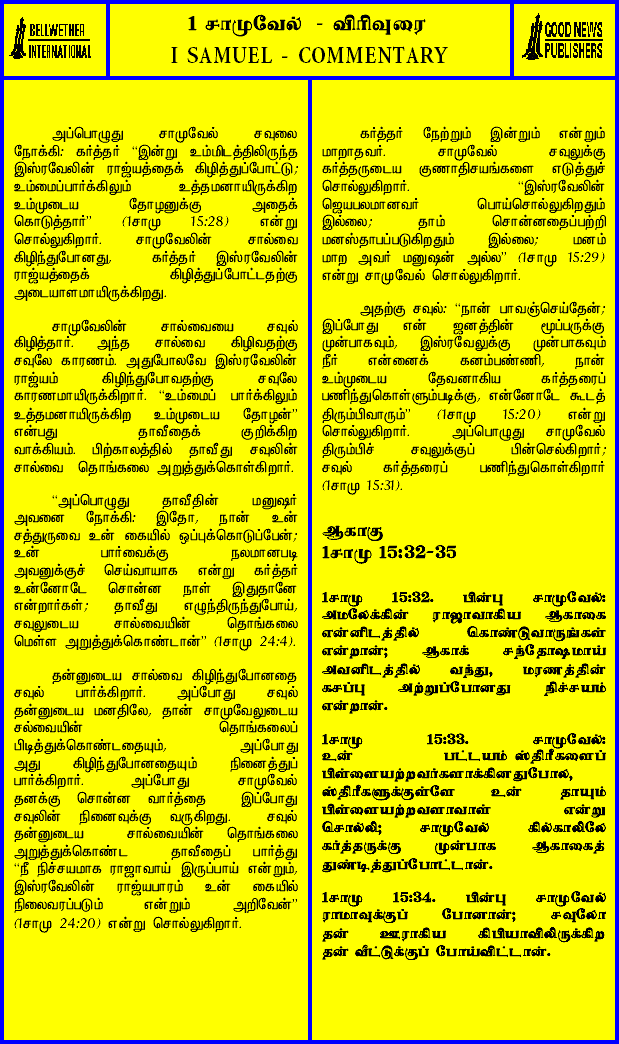 BELLWETHER
INTERNATIONAL
1 சாமுவேல் - விரிவுரை
I SAMUEL - COMMENTARY
GOOD NEWS
PUBLISHERS
அப்பொழுது சாமுவேல் சவுலை
நோக்கி: கர்த்தர் “இன்று உம்மிடத்திலிருந்த
இஸ்ரவேலின் ராஜ்யத்தைக் கிழித்துப்போட்டு;
உம்மைப்பார்க்கிலும் உத்தமனாயிருக்கிற
உம்முடைய தோழனுக்கு அதைக்
கொடுத்தார்” (1சாமு 15:28) என்று
சொல்லுகிறார். சாமுவேலின் சால்வை
கிழிந்துபோனது, கர்த்தர் இஸ்ரவேலின்
ராஜ்யத்தைக் கிழித்துப்போட்டதற்கு
அடையாளமாயிருக்கிறது.
சாமுவேலின் சால்வையை சவுல்
கிழித்தார். அந்த சால்வை கிழிவதற்கு
சவுலே காரணம். அதுபோலவே இஸ்ரவேலின்
ராஜ்யம் கிழிந்துபோவதற்கு சவுலே
காரணமாயிருக்கிறார். “உம்மைப் பார்க்கிலும்
உத்தமனாயிருக்கிற உம்முடைய தோழன்”
என்பது தாவீதைக் குறிக்கிற
வாக்கியம். பிற்காலத்தில் தாவீது சவுலின்
சால்வை தொங்கலை அறுத்துக்கொள்கிறார்.
“அப்பொழுது தாவீதின் மனுஷர்
அவனை நோக்கி: இதோ, நான் உன்
சத்துருவை உன் கையில் ஒப்புக்கொடுப்பேன்;
உன் பார்வைக்கு நலமானபடி
அவனுக்குச் செய்வாயாக என்று கர்த்தர்
உன்னோடே சொன்ன நாள் இதுதானே
என்றார்கள்; தாவீது எழுந்திருந்துபோய்,
சவுலுடைய சால்வையின் தொங்கலை
மெள்ள அறுத்துக்கொண்டான்” (1சாமு 24:4).
தன்னுடைய சால்வை கிழிந்துபோனதை
சவுல் பார்க்கிறார். அப்போது சவுல்
தன்னுடைய மனதிலே, தான் சாமுவேலுடைய
சல்வையின் தொங்கலைப்
பிடித்துக்கொண்டதையும், அப்போது
அது கிழிந்துபோனதையும் நினைத்துப்
பார்க்கிறார். அப்போது சாமுவேல்
தனக்கு சொன்ன வார்த்தை இப்போது
சவுலின் நினைவுக்கு வருகிறது. சவுல்
தன்னுடைய சால்வையின் தொங்கலை
அறுத்துக்கொண்ட தாவீதைப் பார்த்து
“நீ நிச்சயமாக ராஜாவாய் இருப்பாய் என்றும்,
இஸ்ரவேலின் ராஜ்யபாரம் உன் கையில்
நிலைவரப்படும் என்றும் அறிவேன்”
(1சாமு 24:20) என்று சொல்லுகிறார்.
கர்த்தர் நேற்றும் இன்றும் என்றும்
மாறாதவர். சாமுவேல் சவுலுக்கு
கர்த்தருடைய குணாதிசயங்களை எடுத்துச்
சொல்லுகிறார். “இஸ்ரவேலின்
ஜெயபலமானவர் பொய்சொல்லுகிறதும்
இல்லை; தாம் சொன்னதைப்பற்றி
மனஸ்தாபப்படுகிறதும் இல்லை; மனம்
மாற அவர் மனுஷன் அல்ல” (1சாமு 15:29)
என்று சாமுவேல் சொல்லுகிறார்.
அதற்கு சவுல்: “நான் பாவஞ்செய்தேன்;
இப்போது என் ஜனத்தின் மூப்பருக்கு
முன்பாகவும், இஸ்ரவேலுக்கு முன்பாகவும்
நீர் என்னைக் கனம்பண்ணி, நான்
உம்முடைய தேவனாகிய கர்த்தரைப்
பணிந்துகொள்ளும்படிக்கு, என்னோடே கூடத்
திரும்பிவாரும்” (1சாமு 15:20) என்று
சொல்லுகிறார். அப்பொழுது சாமுவேல்
திரும்பிச் சவுலுக்குப் பின்செல்கிறார்;
சவுல் கர்த்தரைப் பணிந்துகொள்கிறார்
(1சாமு 15:31).
ஆகாகு
1சாமு 15:32-35
1சாமு 15:32. பின்பு சாமுவேல்:
அமலேக்கின் ராஜாவாகிய ஆகாகை
என்னிடத்தில் கொண்டுவாருங்கள்
என்றான்; ஆகாக் சந்தோஷமாய்
அவனிடத்தில் வந்து, மரணத்தின்
கசப்பு அற்றுப்போனது நிச்சயம்
என்றான்.
1சாமு 15:33. சாமுவேல்:
உன் பட்டயம் ஸ்திரீகளைப்
பிள்ளையற்றவர்களாக்கினதுபோல,
ஸ்திரீகளுக்குள்ளே உன் தாயும்
பிள்ளையற்றவளாவாள் என்று
சொல்லி; சாமுவேல் கில்காலிலே
கர்த்தருக்கு முன்பாக ஆகாகைத்
துண்டித்துப்போட்டான்.
1சாமு 15:34. பின்பு சாமுவேல்
ராமாவுக்குப் போனான்; சவுலோ
தன் ஊராகிய கிபியாவிலிருக்கிற
தன் வீட்டுக்குப் போய்விட்டான்.